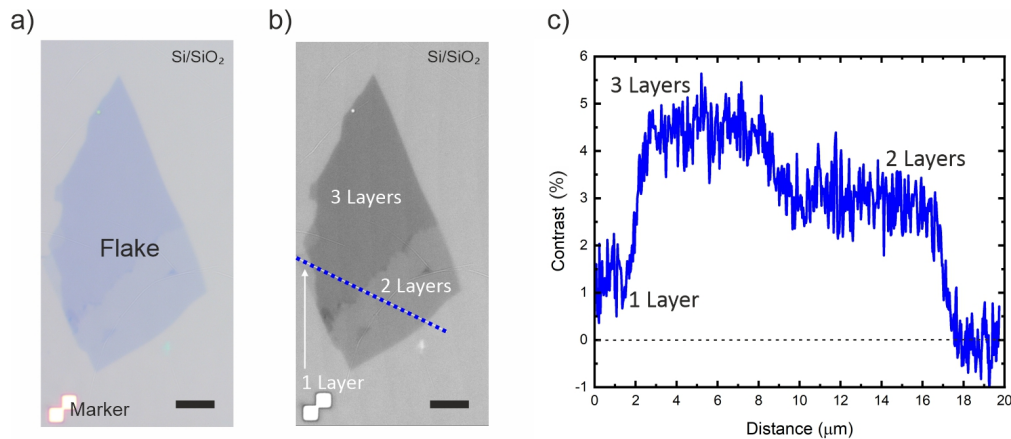 a)
Si/SiO₂
Flake
Marker
b)
Si/SiO₂
3 Layers
2 Layers
1 Layer
c)
6
5
4
3
2
1
0
-1
Contrast (%)
3 Layers
2 Layers
1 Layer
0 2 4 6 8 10 12 14 16 18 20
Distance (μm)